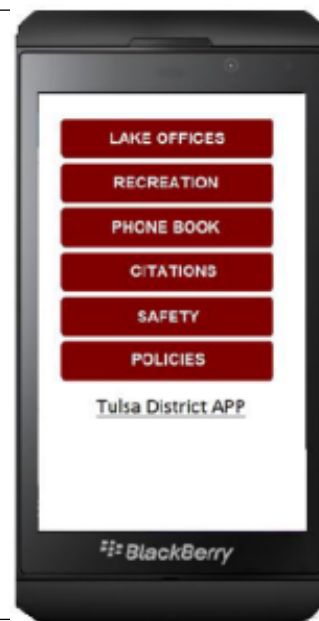 LAKE OFFICES
RECREATION
PHONE BOOK
CITATIONS
SAFETY
POLICIES
Tulsa District APP
BlackBerry